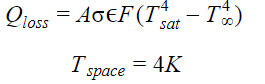 Q_loss = AσϵF(T_sat^4 − T_∞^4)
T_space = 4K